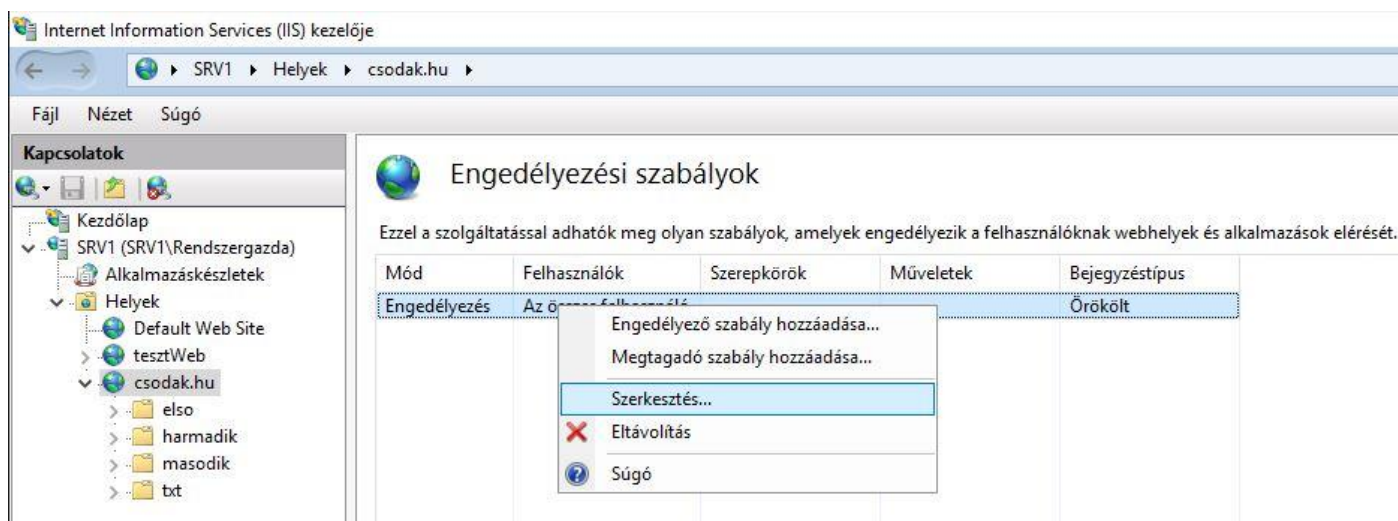 Internet Information Services (IIS) kezelője
SRV1 Helyek csodak.hu
Fájl Nézet Súgó
Kapcsolatok
Kezdőlap
SRV1 (SRV1\Rendszergazda)
Alkalmazáskészletek
Helyek
Default Web Site
tesztWeb
csodak.hu
elso
harmadik
masodik
txt
Engedélyezési szabályok
Ezzel a szolgáltatással adhatók meg olyan szabályok, amelyek engedélyezik a felhasználóknak webhelyek és alkalmazások elérését.
Mód Felhasználók Szerepkörök Műveletek Bejegyzéstípus
Engedélyezés Az összes felhasználó Örökölt
Engedélyező szabály hozzáadása...
Megtagadó szabály hozzáadása...
Szerkesztés...
Eltávolítás
Súgó